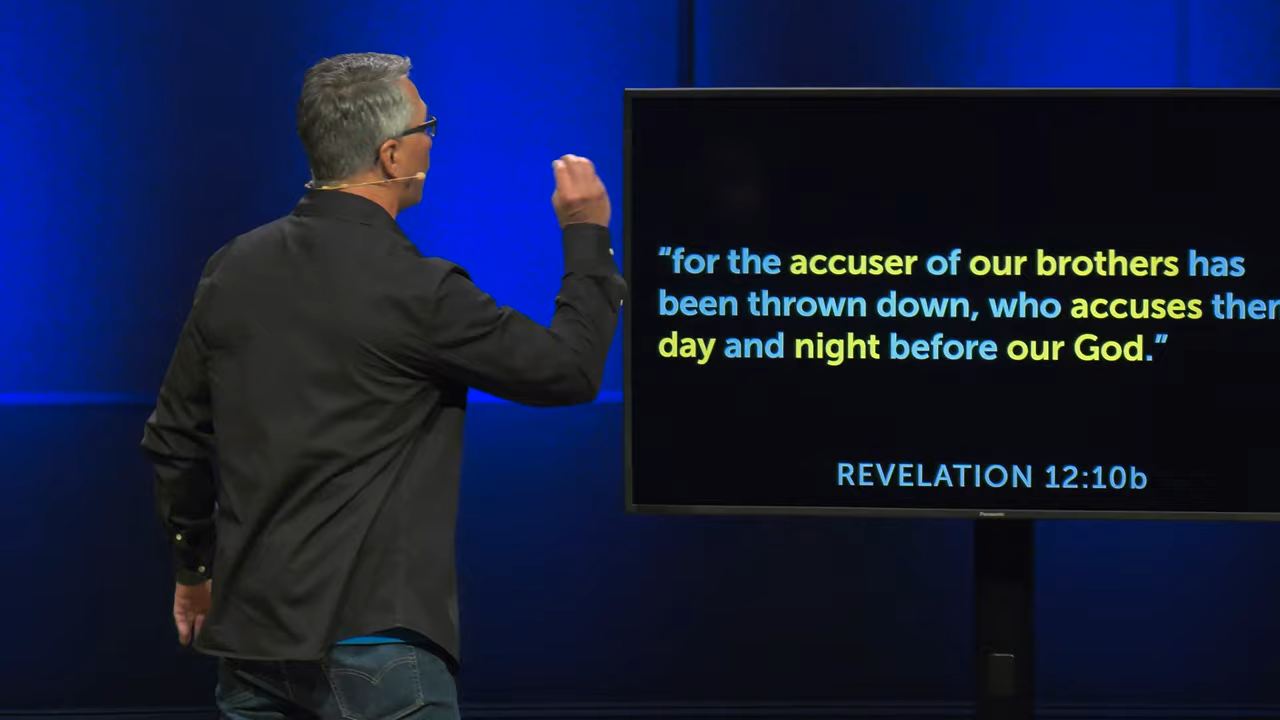 “for the accuser of our brothers has
been thrown down, who accuses
day and night before our God.”
REVELATION 12:10b
Panasonic